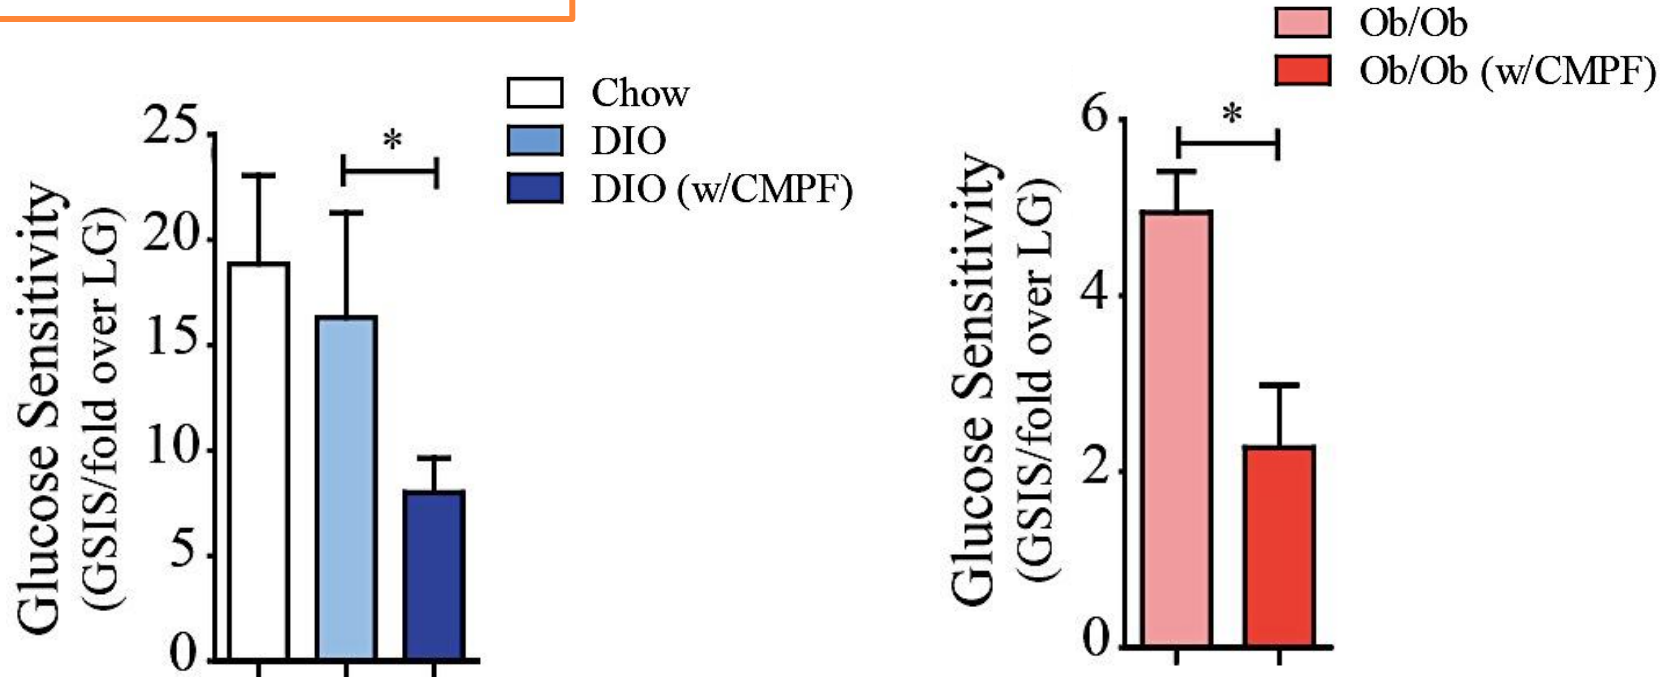 Chow
DIO
DIO (w/CMPF)
*
25
20
15
10
5
0
Glucose Sensitivity
(GSIS/fold over LG)
Ob/Ob
Ob/Ob (w/CMPF)
*
6
4
2
0
Glucose Sensitivity
(GSIS/fold over LG)